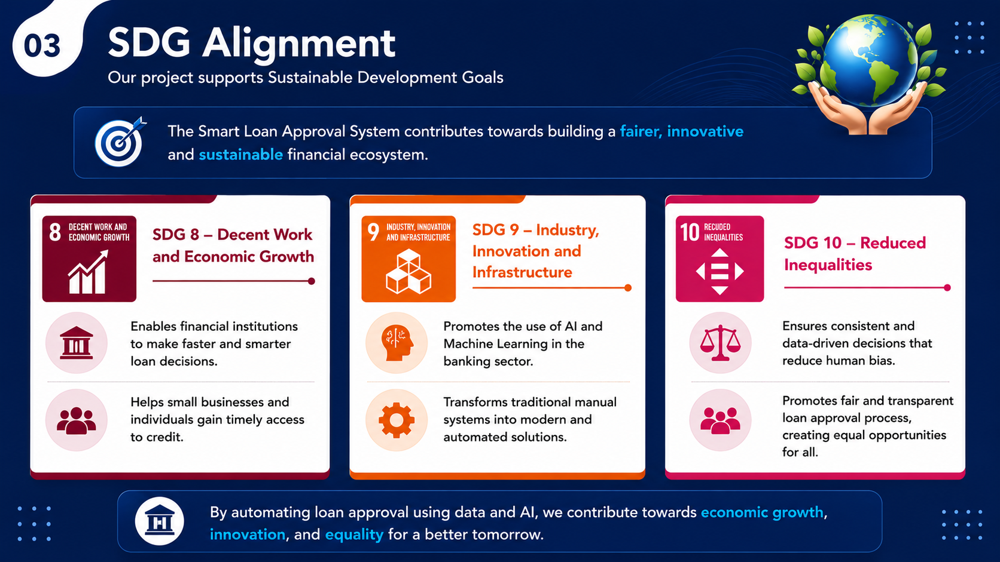 03
SDG Alignment
Our project supports Sustainable Development Goals
The Smart Loan Approval System contributes towards building a fairer, innovative
and sustainable financial ecosystem.
8 DECENT WORK AND
ECONOMIC GROWTH
SDG 8 – Decent Work
and Economic Growth
Enables financial institutions
to make faster and smarter
loan decisions.
Helps small businesses and
individuals gain timely access
to credit.
9 INDUSTRY, INNOVATION
AND INFRASTRUCTURE
SDG 9 – Industry,
Innovation and
Infrastructure
Promotes the use of AI and
Machine Learning in the
banking sector.
Transforms traditional manual
systems into modern and
automated solutions.
10 RECUDED
INEQUALITIES
SDG 10 – Reduced
Inequalities
Ensures consistent and
data-driven decisions that
reduce human bias.
Promotes fair and transparent
loan approval process,
creating equal opportunities
for all.
By automating loan approval using data and AI, we contribute towards economic growth,
innovation, and equality for a better tomorrow.